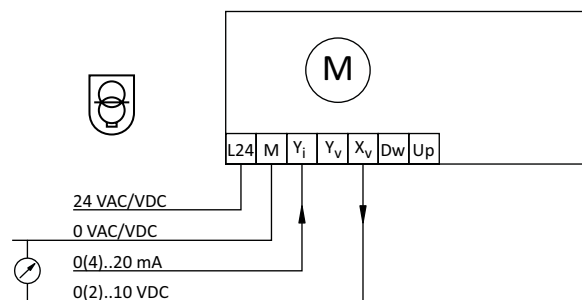 M
L24 M Yi Yv Xv Dw Up
24 VAC/VDC
0 VAC/VDC
0(4)..20 mA
0(2)..10 VDC